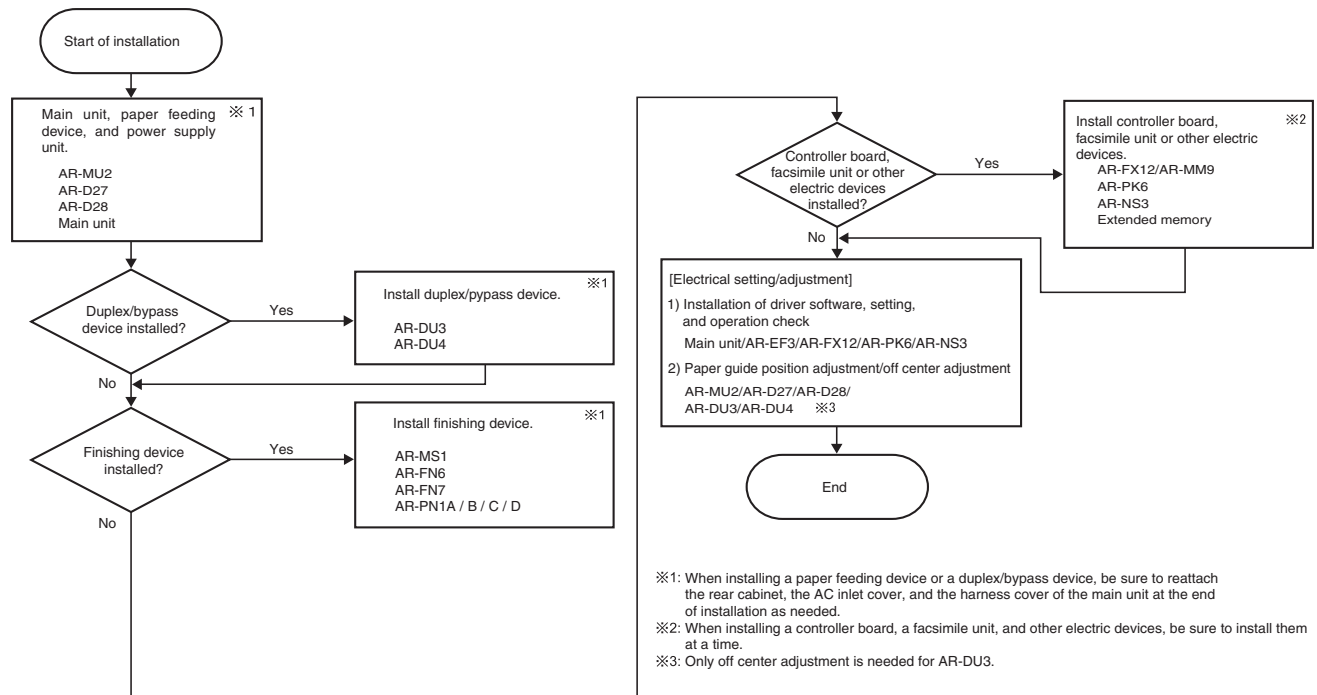 Start of installation
Main unit, paper feeding ※ 1
device, and power supply
unit.
AR-MU2
AR-D27
AR-D28
Main unit
Duplex/bypass
device installed?
Yes
No
Install duplex/pypass device. ※1
AR-DU3
AR-DU4
Finishing device
installed?
Yes
No
Install finishing device. ※1
AR-MS1
AR-FN6
AR-FN7
AR-PN1A / B / C / D
Controller board,
facsimile unit or other
electric devices
installed?
Yes
No
Install controller board, ※2
facsimile unit or other electric
devices.
AR-FX12/AR-MM9
AR-PK6
AR-NS3
Extended memory
[Electrical setting/adjustment]
1) Installation of driver software, setting,
and operation check
Main unit/AR-EF3/AR-FX12/AR-PK6/AR-NS3
2) Paper guide position adjustment/off center adjustment
AR-MU2/AR-D27/AR-D28/
AR-DU3/AR-DU4 ※3
End
※1: When installing a paper feeding device or a duplex/bypass device, be sure to reattach
the rear cabinet, the AC inlet cover, and the harness cover of the main unit at the end
of installation as needed.
※2: When installing a controller board, a facsimile unit, and other electric devices, be sure to install them
at a time.
※3: Only off center adjustment is needed for AR-DU3.